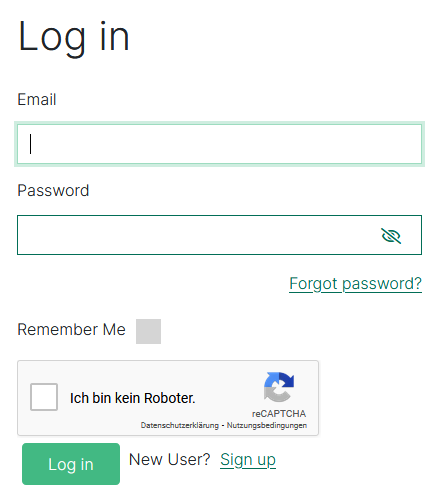 Log in
Email
Password
Forgot password?
Remember Me
Ich bin kein Roboter.
reCAPTCHA
Datenschutzerklärung - Nutzungsbedingungen
Log in New User? Sign up